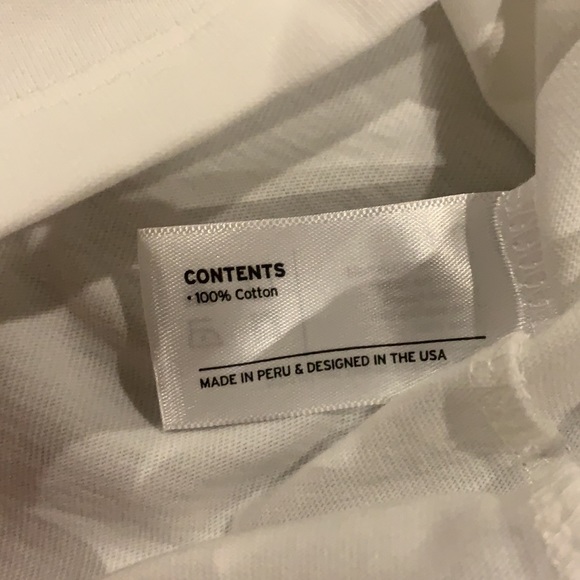 CONTENTS
• 100% Cotton
MADE IN PERU & DESIGNED IN THE USA